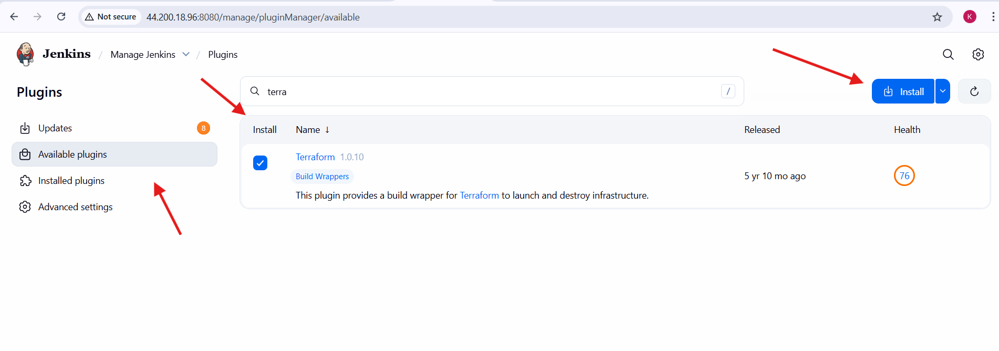 Not secure 44.200.18.96:8080/manage/pluginManager/available K
Jenkins / Manage Jenkins / Plugins
Plugins
terra /
Install
Updates 8
Available plugins
Installed plugins
Advanced settings
Install Name ↓ Released Health
Terraform 1.0.10
Build Wrappers
This plugin provides a build wrapper for Terraform to launch and destroy infrastructure.
5 yr 10 mo ago
76